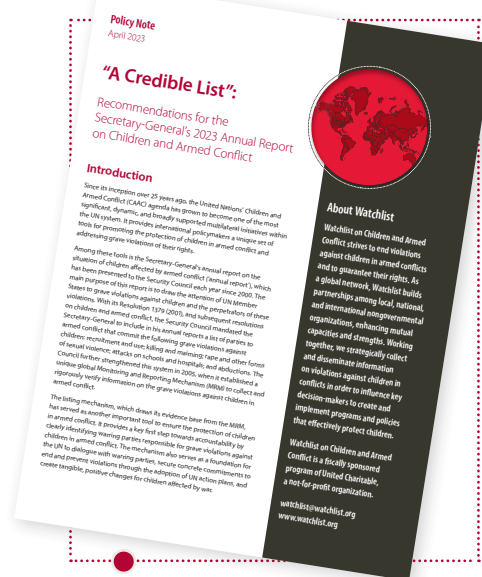 Policy Note
April 2023
“A Credible List”:
Recommendations for the
Secretary-General’s 2023 Annual Report
on Children and Armed Conflict
Introduction
Since its inception over 25 years ago, the United Nations’ Children and
Armed Conflict (CAAC) agenda has grown to become one of the most
significant, dynamic, and broadly supported multilateral initiatives within
the UN system. It provides international policymakers a unique set of
tools for promoting the protection of children in armed conflict and
addressing grave violations of their rights.
Among these tools is the Secretary-General’s annual report on the
situation of children affected by armed conflict (‘annual report’), which
has been presented to the Security Council each year since 2000. The
main purpose of this report is to draw the attention of UN Member
States to grave violations against children and the perpetrators of these
violations. With its Resolution 1379 (2001), and subsequent resolutions
on children and armed conflict, the Security Council mandated the
Secretary-General to include in his annual reports a list of parties to
armed conflict that commit the following grave violations against
children: recruitment and use; killing and maiming; rape and other forms
of sexual violence; attacks on schools and hospitals; and abductions. The
Council further strengthened this system in 2005, when it established a
unique global Monitoring and Reporting Mechanism (MRM) to collect and
rigorously verify information on the grave violations against children in
armed conflict.
The listing mechanism, which draws its evidence base from the MRM,
has served as another important tool to ensure the protection of children
in armed conflict. It provides a key first step towards accountability by
clearly identifying warring parties responsible for grave violations against
children in armed conflict. The mechanism also serves as a foundation for
the UN to dialogue with warring parties, secure concrete commitments to
end and prevent violations through the adoption of UN action plans, and
create tangible, positive changes for children affected by war.
About Watchlist
Watchlist on Children and Armed
Conflict strives to end violations
against children in armed conflicts
and to guarantee their rights. As
a global network, Watchlist builds
partnerships among local, national,
and international nongovernmental
organizations, enhancing mutual
capacities and strengths. Working
together, we strategically collect
and disseminate information
on violations against children in
conflicts in order to influence key
decision-makers to create and
implement programs and policies
that effectively protect children.
Watchlist on Children and Armed
Conflict is a fiscally sponsored
program of United Charitable,
a not-for-profit organization.
watchlist@watchlist.org
www.watchlist.org